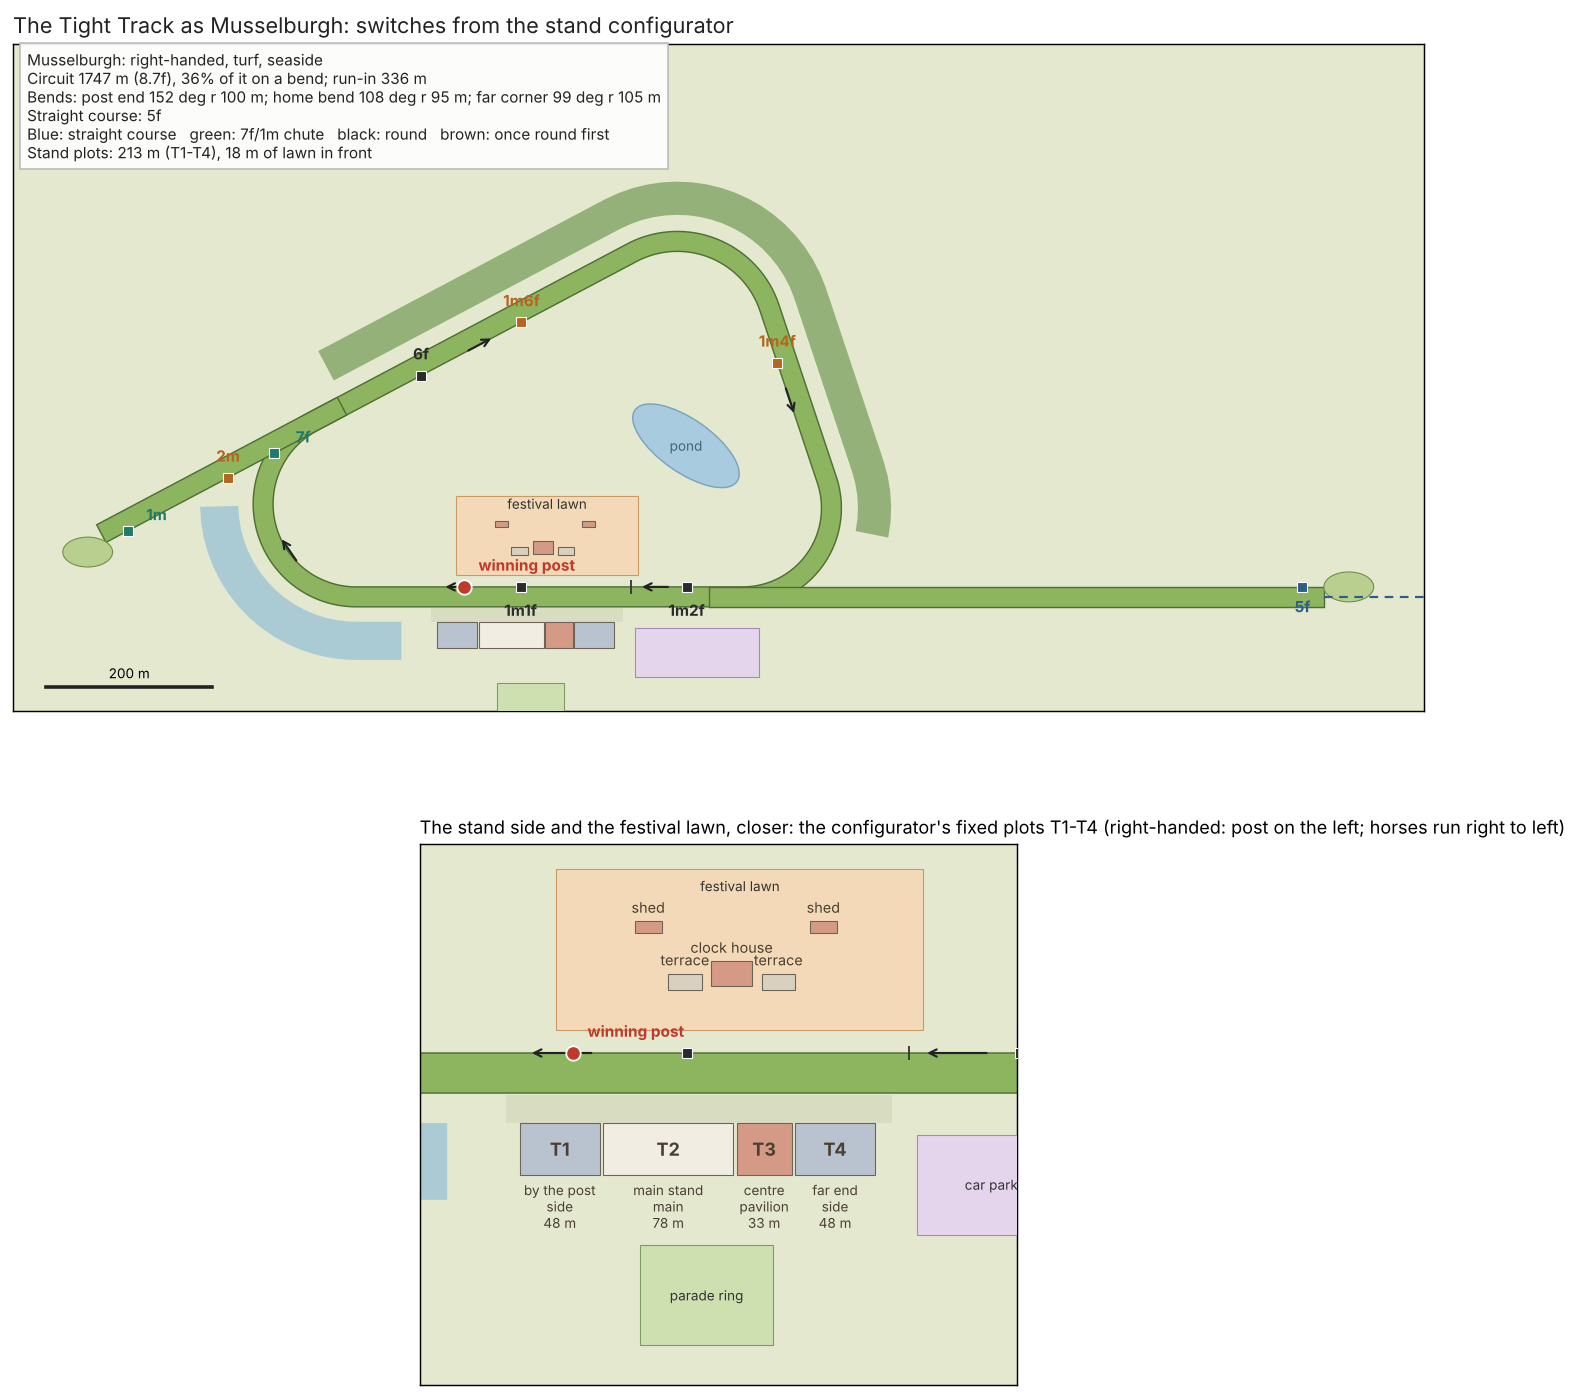 The Tight Track as Musselburgh: switches from the stand configurator
Musselburgh: right-handed, turf, seaside
Circuit 1747 m (8.7f), 36% of it on a bend; run-in 336 m
Bends: post end 152 deg r 100 m; home bend 108 deg r 95 m; far corner 99 deg r 105 m
Straight course: 5f
Blue: straight course   green: 7f/1m chute   black: round   brown: once round first
Stand plots: 213 m (T1-T4), 18 m of lawn in front
1m6f
1m4f
6f
7f
2m
pond
1m
festival lawn
winning post
1m1f
1m2f
5f
200 m
The stand side and the festival lawn, closer: the configurator's fixed plots T1-T4 (right-handed: post on the left; horses run right to left)
festival lawn
shed
shed
clock house
terrace
terrace
winning post
T1
T2
T3
T4
by the post
side
48 m
main stand
main
78 m
centre
pavilion
33 m
far end
side
48 m
car park
parade ring